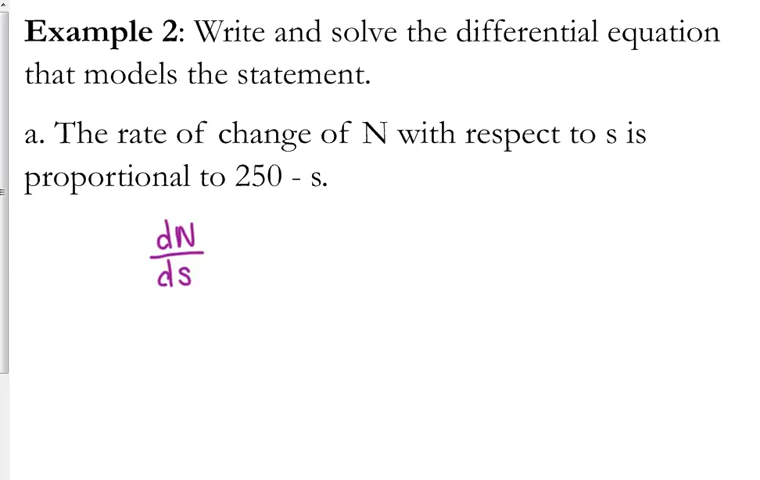 Example 2: Write and solve the differential equation
that models the statement.
a. The rate of change of N with respect to s is
proportional to 250 - s.
dN
ds